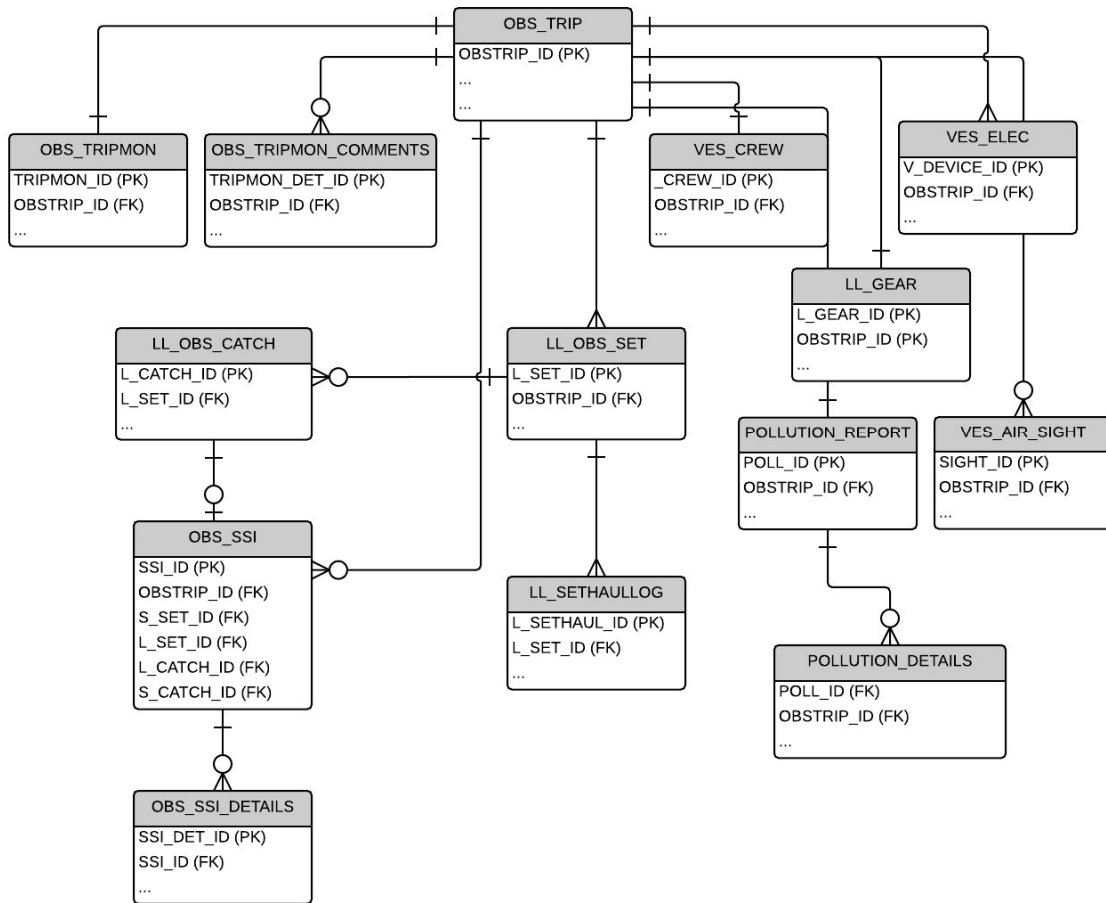 OBS_TRIP
OBSTRIP_ID (PK)
...
...
OBS_TRIPMON
TRIPMON_ID (PK)
OBSTRIP_ID (FK)
...
OBS_TRIPMON_COMMENTS
TRIPMON_DET_ID (PK)
OBSTRIP_ID (FK)
...
VES_CREW
_CREW_ID (PK)
OBSTRIP_ID (FK)
...
VES_ELEC
V_DEVICE_ID (PK)
OBSTRIP_ID (FK)
...
LL_GEAR
L_GEAR_ID (PK)
OBSTRIP_ID (PK)
...
LL_OBS_CATCH
L_CATCH_ID (PK)
L_SET_ID (FK)
...
LL_OBS_SET
L_SET_ID (PK)
OBSTRIP_ID (FK)
...
POLLUTION_REPORT
POLL_ID (PK)
OBSTRIP_ID (FK)
...
VES_AIR_SIGHT
SIGHT_ID (PK)
OBSTRIP_ID (FK)
...
OBS_SSI
SSI_ID (PK)
OBSTRIP_ID (FK)
S_SET_ID (FK)
L_SET_ID (FK)
L_CATCH_ID (FK)
S_CATCH_ID (FK)
LL_SETHAULLOG
L_SETHAUL_ID (PK)
L_SET_ID (FK)
...
POLLUTION_DETAILS
POLL_ID (FK)
OBSTRIP_ID (FK)
...
OBS_SSI_DETAILS
SSI_DET_ID (PK)
SSI_ID (FK)
...